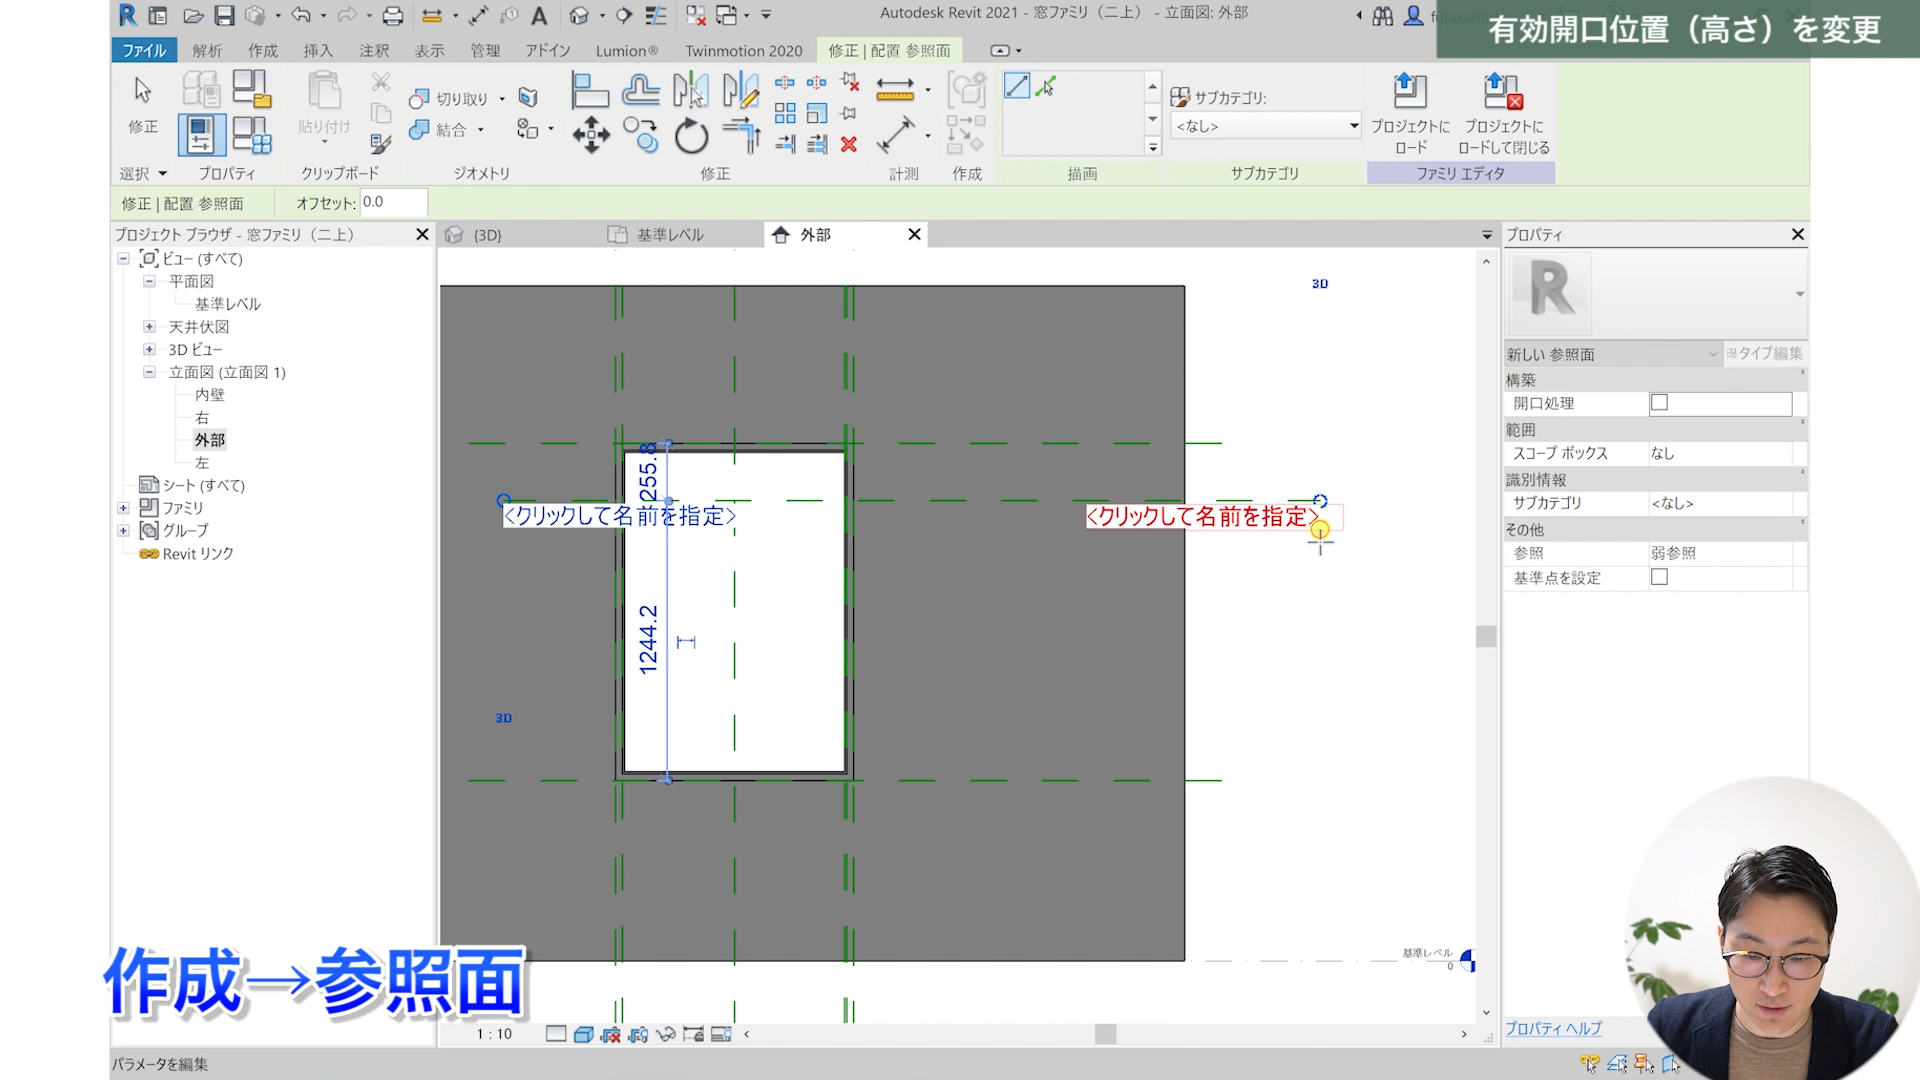 Autodesk Revit 2021 - 窓ファミリ（二上） - 立面図: 外部
有効開口位置（高さ）を変更
ファイル 解析 作成 挿入 注釈 表示 管理 アドイン Lumion® Twinmotion 2020 修正 | 配置 参照面
修正
貼り付け
切り取り
結合
サブカテゴリ:
<なし>
プロジェクトに
ロード
プロジェクトに
ロードして閉じる
選択 プロパティ クリップボード ジオメトリ 修正 計測 作成 描画 サブカテゴリ ファミリ エディタ
修正 | 配置 参照面 オフセット: 0.0
プロジェクト ブラウザ - 窓ファミリ（二上）
{3D} 基準レベル 外部
ビュー (すべて)
平面図
基準レベル
天井伏図
3D ビュー
立面図 (立面図 1)
内壁
右
外部
左
シート (すべて)
ファミリ
グループ
Revit リンク
3D
255.8
<クリックして名前を指定>
<クリックして名前を指定>
1244.2
3D
基準レベル
0
1 : 10
プロパティ
R
新しい 参照面 タイプ編集
構築
開口処理
範囲
スコープ ボックス なし
識別情報
サブカテゴリ <なし>
その他
参照 弱参照
基準点を設定
プロパティ ヘルプ
作成→参照面
パラメータを編集